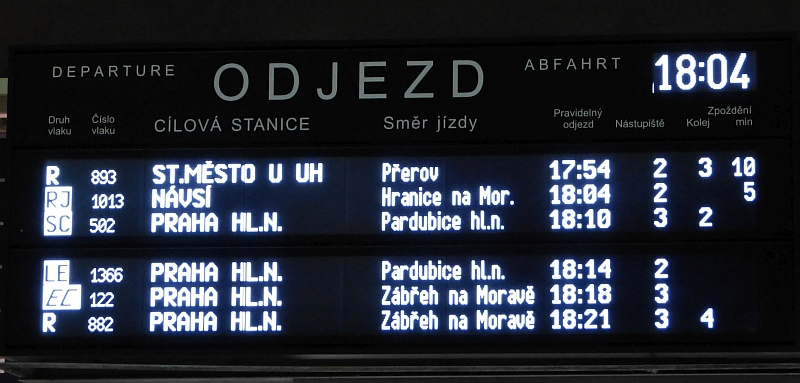 DEPARTURE ODJEZD ABFAHRT 18:04
Druh vlaku Číslo vlaku CÍLOVÁ STANICE Směr jízdy Pravidelný odjezd Nástupiště Kolej Zpoždění min
R 893 ST.MĚSTO U UH Přerov 17:54 2 3 10
RJ 1013 NÁVSÍ Hranice na Mor. 18:04 2 5
SC 502 PRAHA HL.N. Pardubice hl.n. 18:10 3 2
LE 1366 PRAHA HL.N. Pardubice hl.n. 18:14 2
EC 122 PRAHA HL.N. Zábřeh na Moravě 18:18 3
R 882 PRAHA HL.N. Zábřeh na Moravě 18:21 3 4